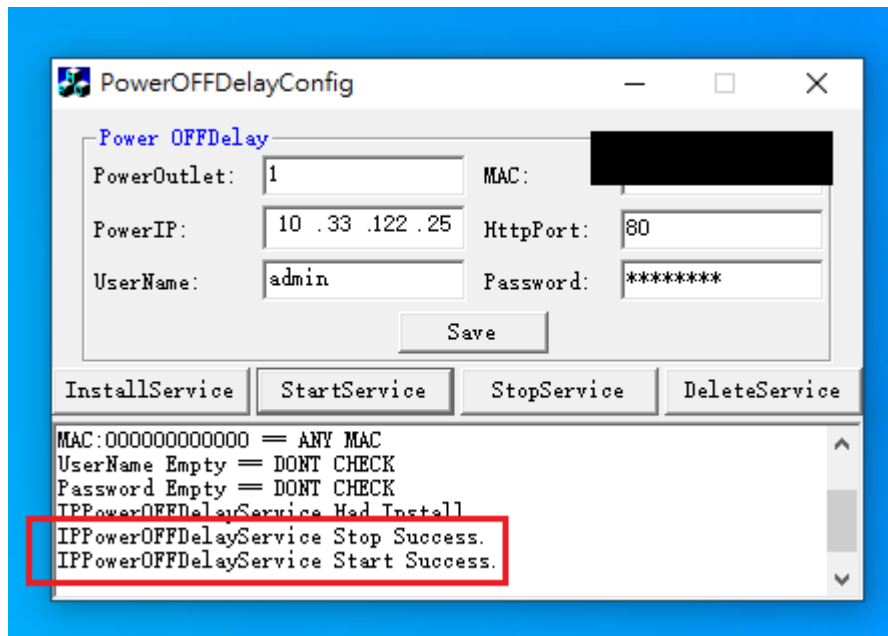 PowerOFFDelayConfig
Power OFFDelay
PowerOutlet: 1 MAC:
PowerIP: 10 .33 .122 .25 HttpPort: 80
UserName: admin Password: ********
Save
InstallService StartService StopService DeleteService
MAC:000000000000 == ANY MAC
UserName Empty == DONT CHECK
Password Empty == DONT CHECK
IPPowerOFFDelayService Had Install
IPPowerOFFDelayService Stop Success.
IPPowerOFFDelayService Start Success.